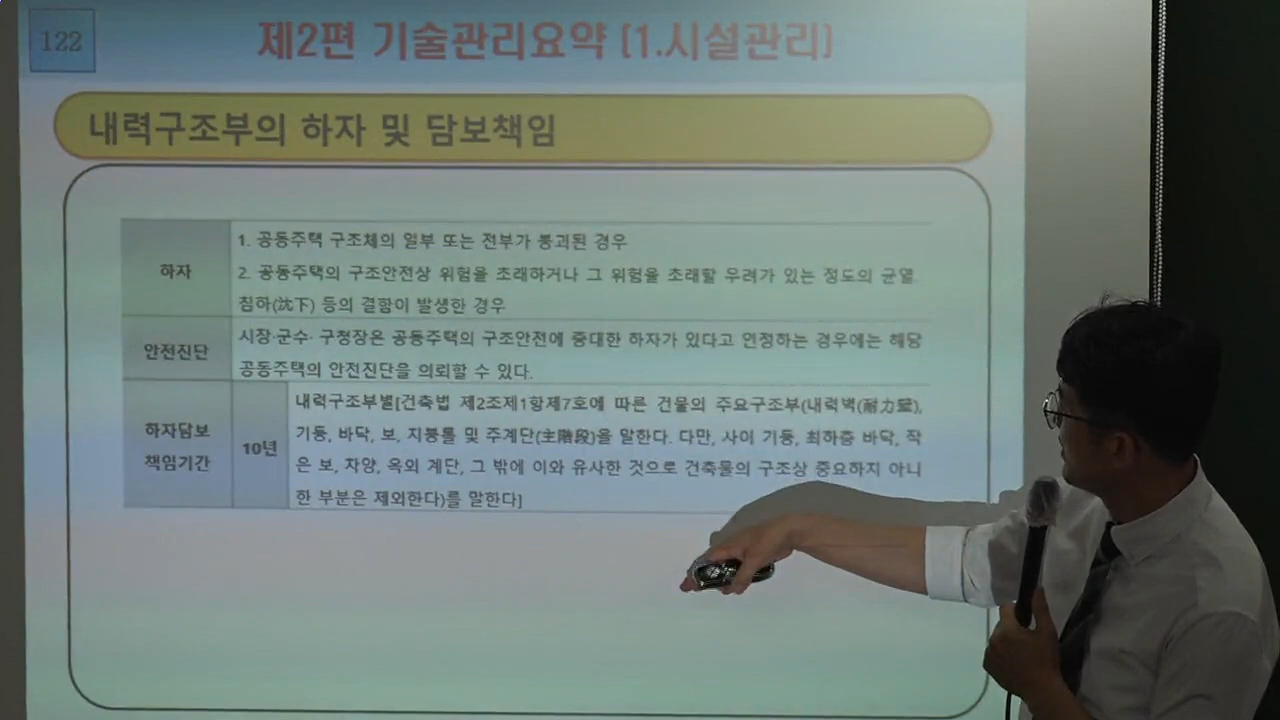 122
제2편 기술관리요약 [1.시설관리]
내력구조부의 하자 및 담보책임
하자
1. 공동주택 구조체의 일부 또는 전부가 붕괴된 경우
2. 공동주택의 구조안전상 위험을 초래하거나 그 위험을 초래할 우려가 있는 정도의 균열·
침하(沈下) 등의 결함이 발생한 경우
안전진단
시장·군수· 구청장은 공동주택의 구조안전에 중대한 하자가 있다고 인정하는 경우에는 해당
공동주택의 안전진단을 의뢰할 수 있다.
하자담보
책임기간
10년
내력구조부별[건축법 제2조제1항제7호에 따른 건물의 주요구조부(내력벽(耐力壁),
기둥, 바닥, 보, 지붕틀 및 주계단(主階段)을 말한다. 다만, 사이 기둥, 최하층 바닥, 작
은 보, 차양, 옥외 계단, 그 밖에 이와 유사한 것으로 건축물의 구조상 중요하지 아니
한 부분은 제외한다)를 말한다]